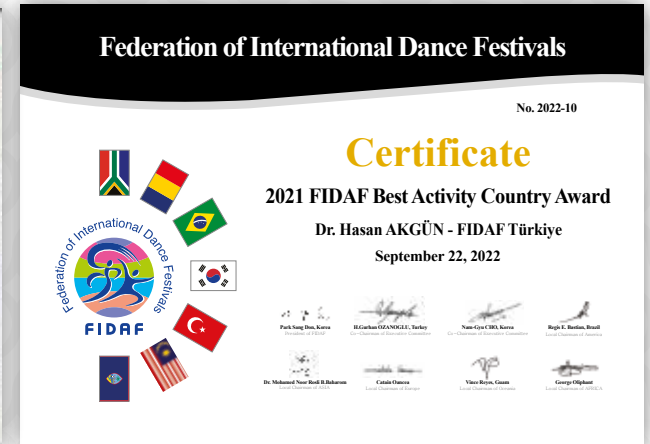 Federation of International Dance Festivals
No. 2022-10
Certificate
2021 FIDAF Best Activity Country Award
Dr. Hasan AKGÜN - FIDAF Türkiye
September 22, 2022
Federation of International Dance Festivals
FIDAF
Park Sang Don, Korea
President of FIDAF
H.Gurhan OZANOGLU, Turkey
Co-Chairman of Executive Committee
Nam-Gyu CHO, Korea
Co-Chairman of Executive Committee
Regis E. Bastian, Brazil
Local Chairman of America
Dr. Mohamed Noor Rosli B.Baharom
Local Chairman of ASIA
Catain Oancea
Local Chairman of Europe
Vince Reyes, Guam
Local Chairman of Oceania
George Oliphant
Local Chairman of AFRICA